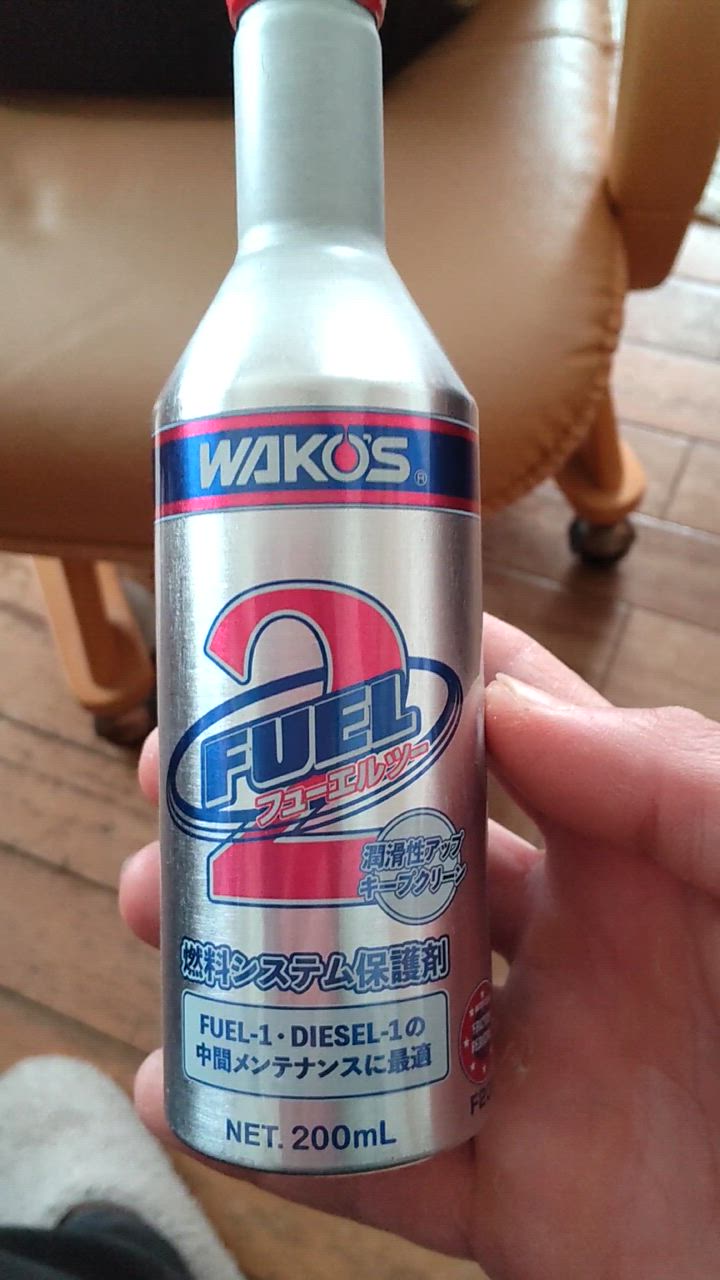 WAKO'S®
2
FUEL
フューエルツー
潤滑性アップ
キープクリーン
燃料システム保護剤
FUEL-1・DIESEL-1の
中間メンテナンスに最適
NET. 200mL